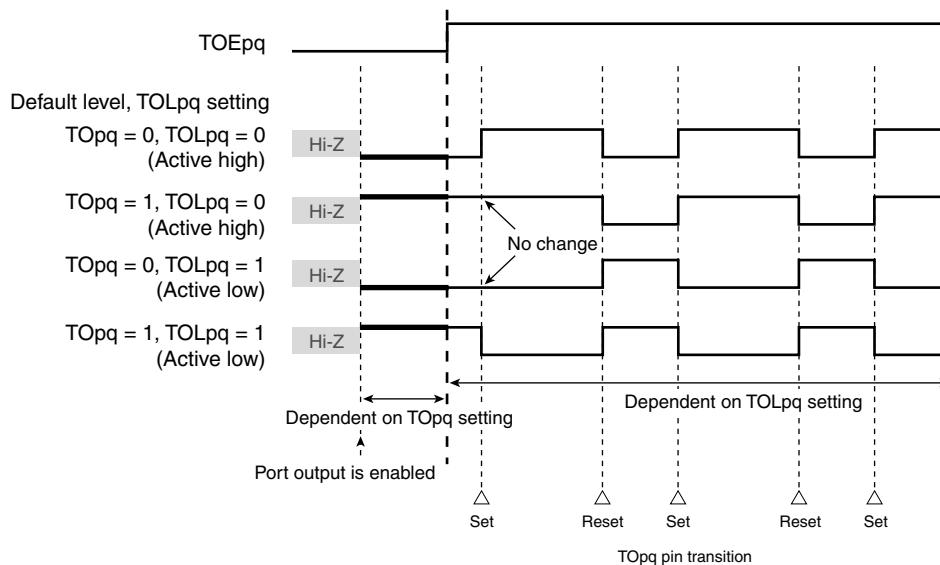 TOEpq
Default level, TOLpq setting
TOpq = 0, TOLpq = 0
(Active high)
Hi-Z
TOpq = 1, TOLpq = 0
(Active high)
Hi-Z
No change
TOpq = 0, TOLpq = 1
(Active low)
Hi-Z
TOpq = 1, TOLpq = 1
(Active low)
Hi-Z
Dependent on TOpq setting
Dependent on TOLpq setting
Port output is enabled
Set
Reset
Set
Reset
Set
TOpq pin transition